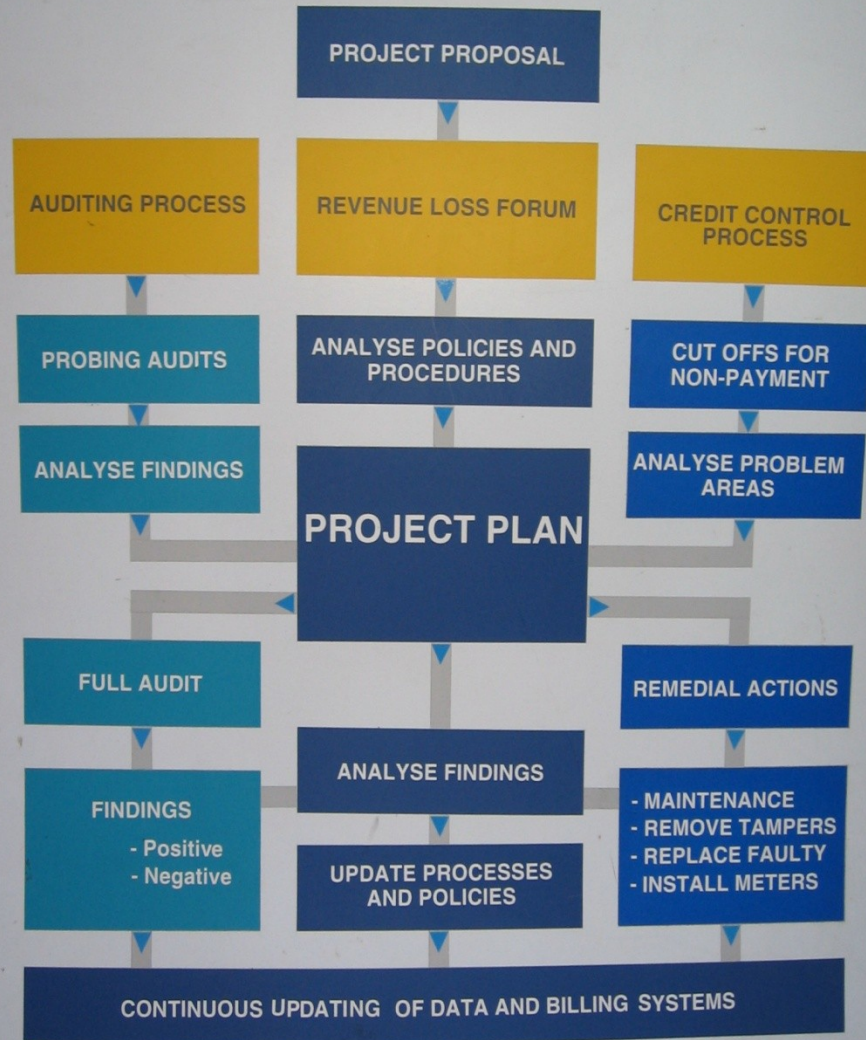 PROJECT PROPOSAL
AUDITING PROCESS
REVENUE LOSS FORUM
CREDIT CONTROL
PROCESS
PROBING AUDITS
ANALYSE POLICIES AND
PROCEDURES
CUT OFFS FOR
NON-PAYMENT
ANALYSE FINDINGS
ANALYSE PROBLEM
AREAS
PROJECT PLAN
FULL AUDIT
REMEDIAL ACTIONS
ANALYSE FINDINGS
FINDINGS
- Positive
- Negative
- MAINTENANCE
- REMOVE TAMPERS
- REPLACE FAULTY
- INSTALL METERS
UPDATE PROCESSES
AND POLICIES
CONTINUOUS UPDATING OF DATA AND BILLING SYSTEMS